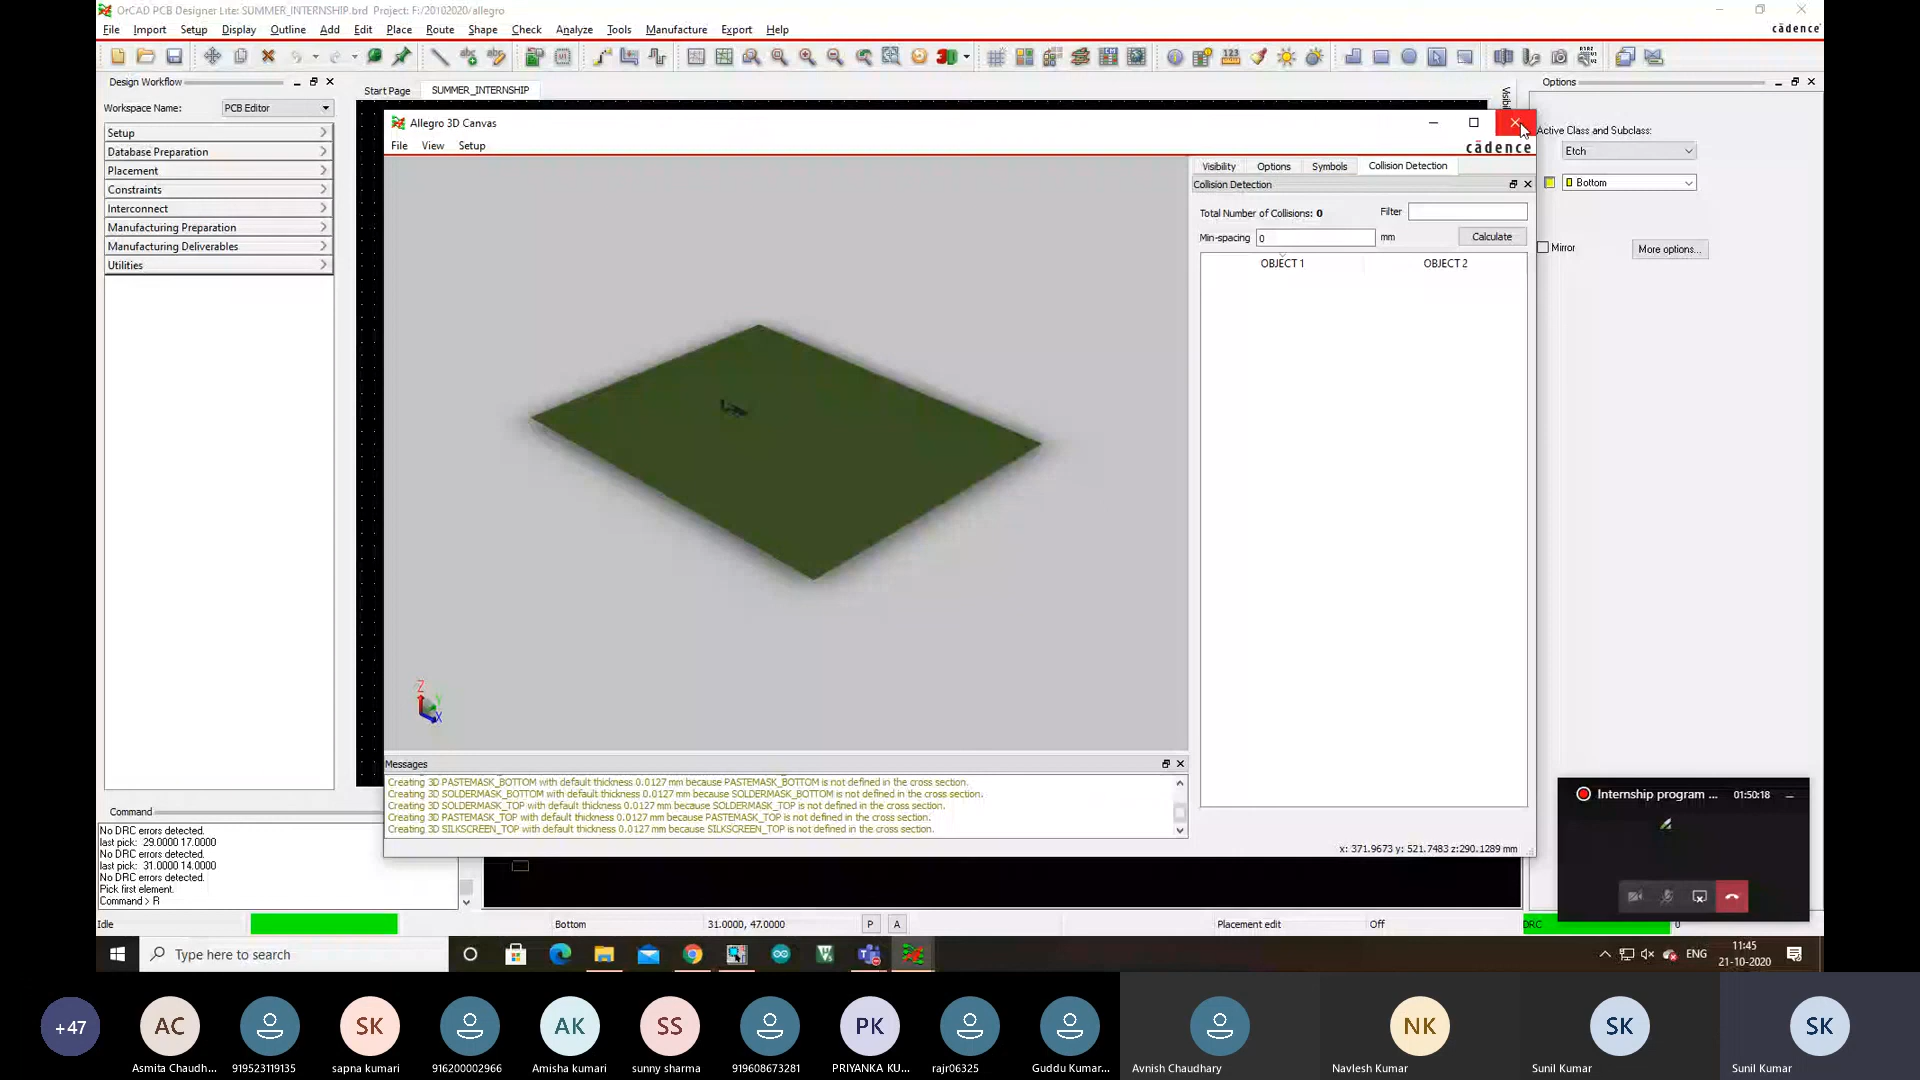 OrCAD PCB Designer Lite: SUMMER_INTERNSHIP.brd Project: F:/20102020/allegro
File Import Setup Display Outline Add Edit Place Route Shape Check Analyze Tools Manufacture Export Help
cādence
Design Workflow
Start Page SUMMER_INTERNSHIP
Options
Workspace Name: PCB Editor
Setup
Database Preparation
Placement
Constraints
Interconnect
Manufacturing Preparation
Manufacturing Deliverables
Utilities
Allegro 3D Canvas
File View Setup
cādence
Visibility Options Symbols Collision Detection
Collision Detection
Total Number of Collisions: 0 Filter
Min-spacing 0 mm Calculate
OBJECT 1 OBJECT 2
Active Class and Subclass:
Etch
Bottom
Mirror More options...
Z
Y
X
Messages
Creating 3D PASTEMASK_BOTTOM with default thickness 0.0127 mm because PASTEMASK_BOTTOM is not defined in the cross section.
Creating 3D SOLDERMASK_BOTTOM with default thickness 0.0127 mm because SOLDERMASK_BOTTOM is not defined in the cross section.
Creating 3D SOLDERMASK_TOP with default thickness 0.0127 mm because SOLDERMASK_TOP is not defined in the cross section.
Creating 3D PASTEMASK_TOP with default thickness 0.0127 mm because PASTEMASK_TOP is not defined in the cross section.
Creating 3D SILKSCREEN_TOP with default thickness 0.0127 mm because SILKSCREEN_TOP is not defined in the cross section.
x: 371.9673 y: 521.7483 z:290.1289 mm
Internship program ... 01:50:18
Command
No DRC errors detected.
last pick: 29.0000 17.0000
No DRC errors detected.
last pick: 31.0000 14.0000
No DRC errors detected.
Pick first element.
Command > R
Idle Bottom 31.0000, 47.0000 P A Placement edit Off DRC 0
Type here to search
ENG
11:45
21-10-2020
+47 AC SK AK SS PK NK SK SK
Asmita Chaudh... 919523119135 sapna kumari 916200002966 Amisha kumari sunny sharma 919608673281 PRIYANKA KU... rajr06325 Guddu Kumar... Avnish Chaudhary Navlesh Kumar Sunil Kumar Sunil Kumar